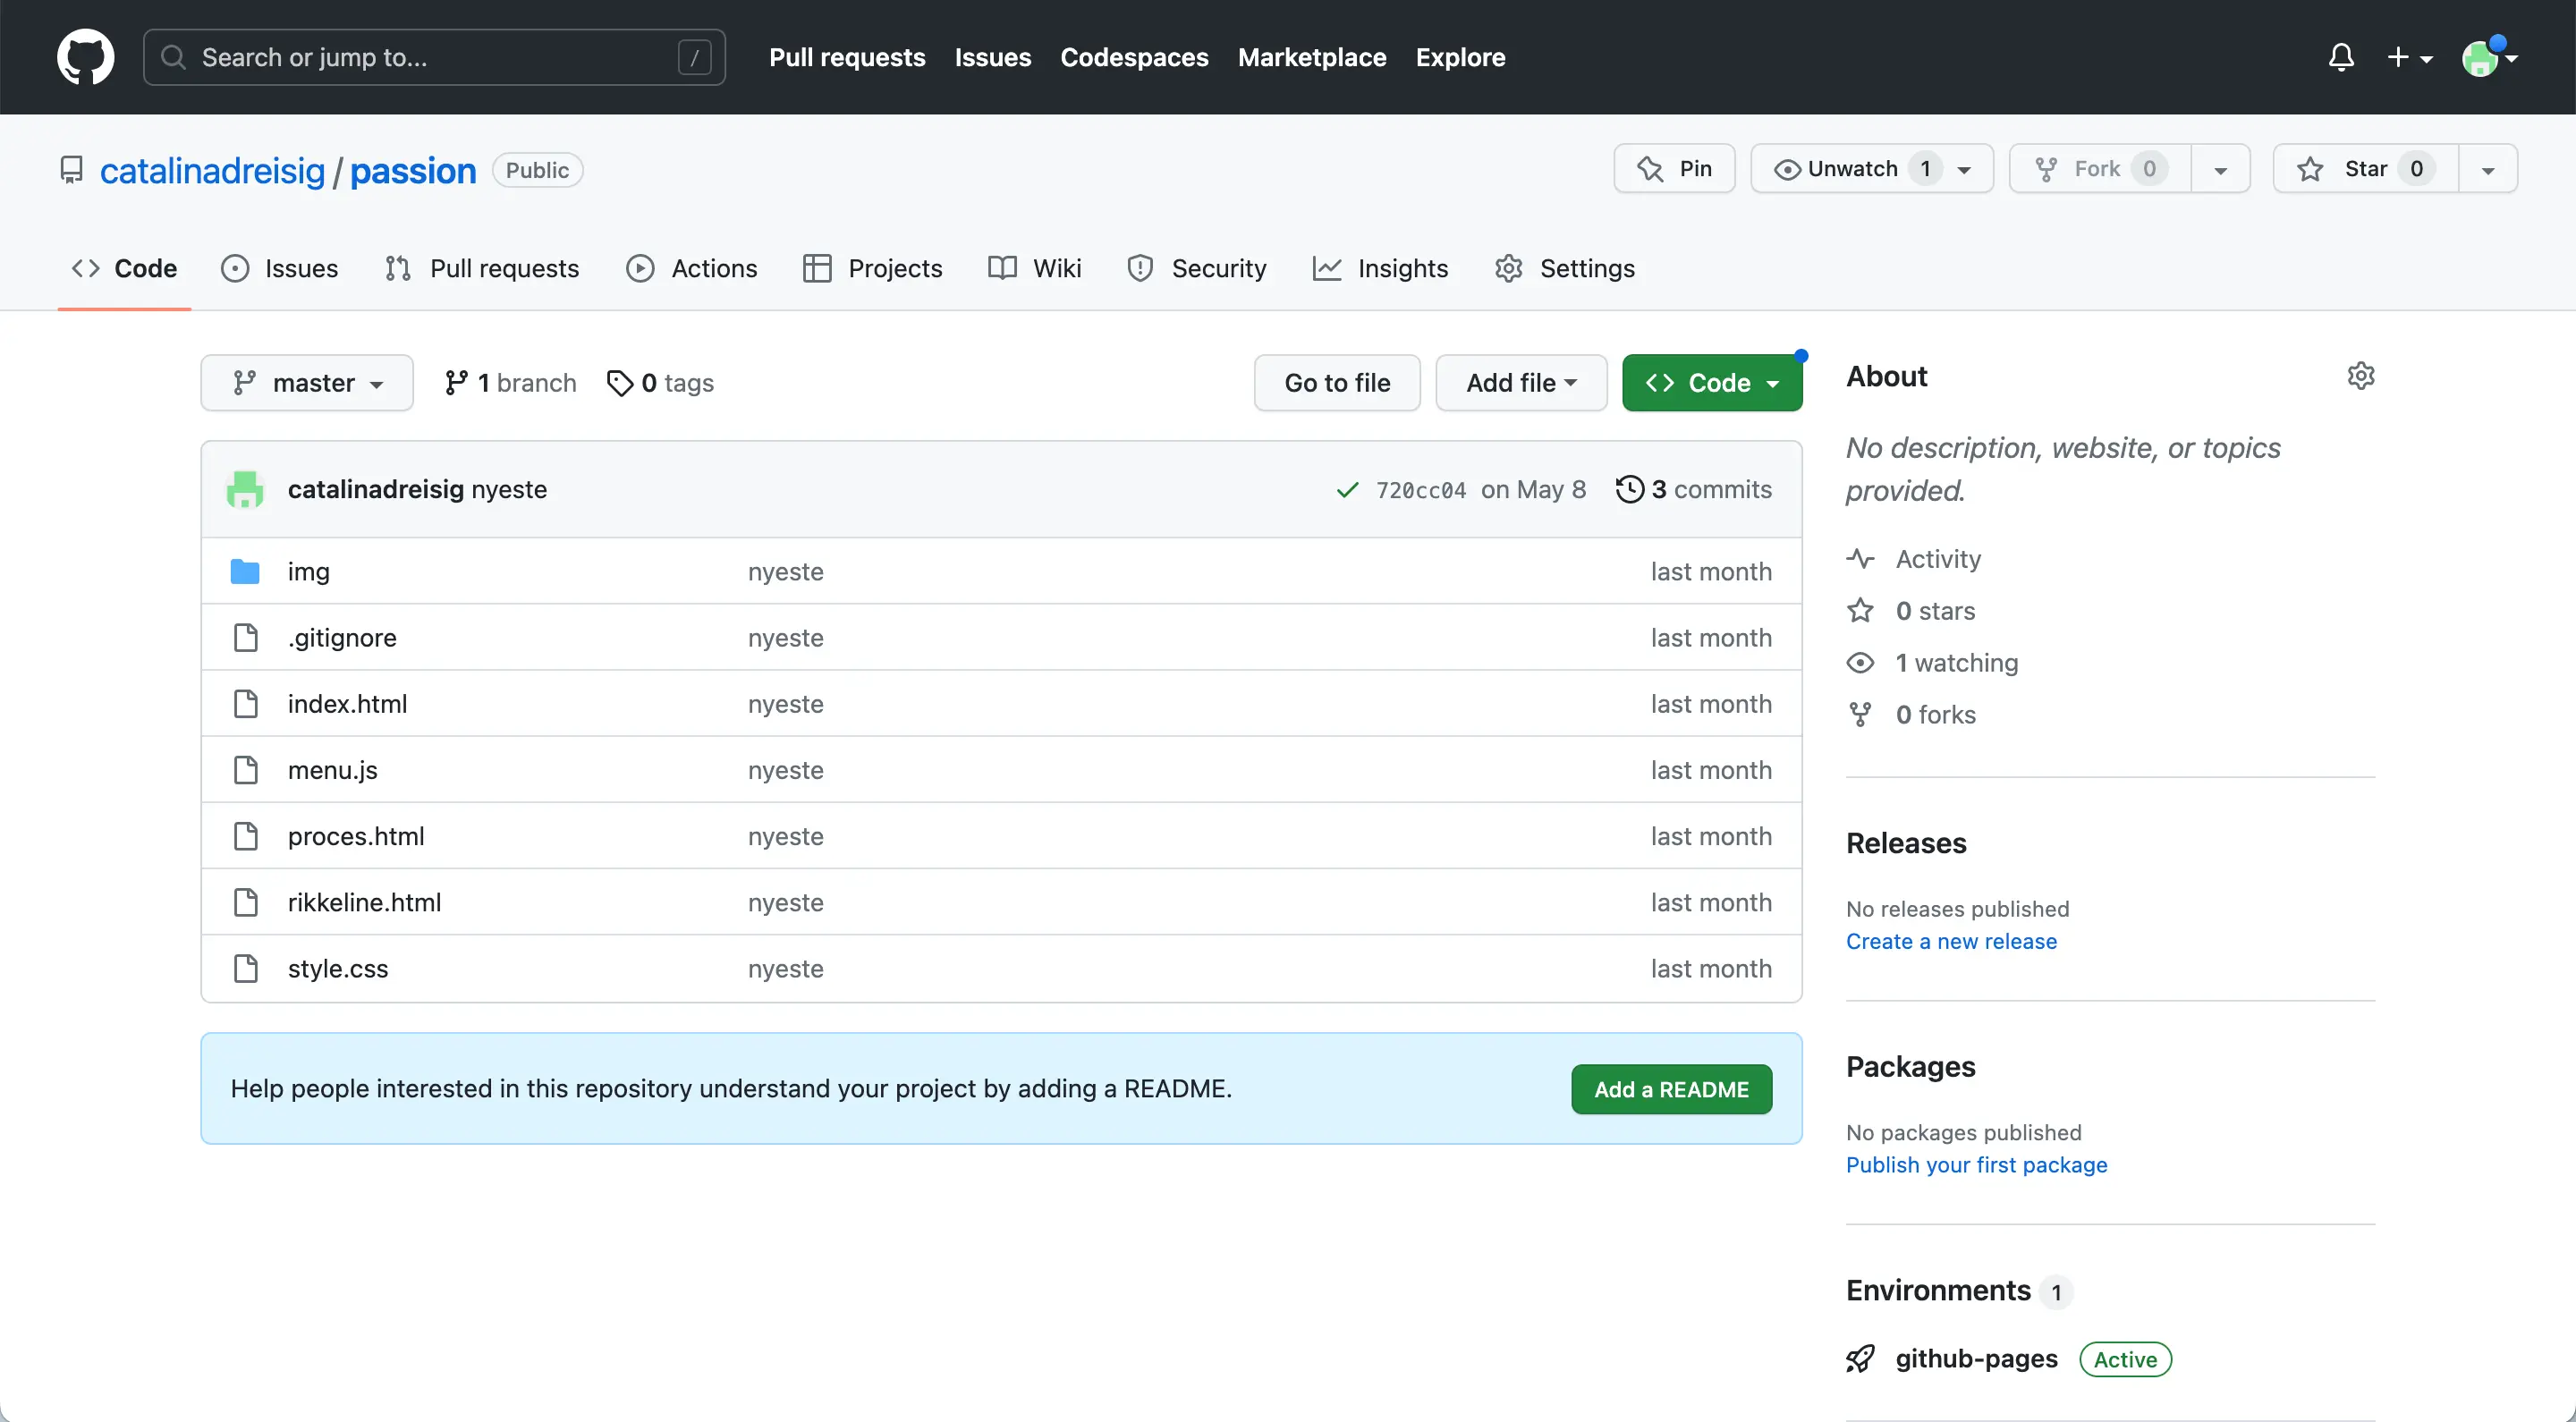 Search or jump to... /
Pull requests Issues Codespaces Marketplace Explore
catalinadreisig / passion Public
Pin
Unwatch 1
Fork 0
Star 0
Code
Issues
Pull requests
Actions
Projects
Wiki
Security
Insights
Settings
master
1 branch
0 tags
Go to file
Add file
Code
catalinadreisig nyeste 720cc04 on May 8 3 commits
img nyeste last month
.gitignore nyeste last month
index.html nyeste last month
menu.js nyeste last month
proces.html nyeste last month
rikkeline.html nyeste last month
style.css nyeste last month
Help people interested in this repository understand your project by adding a README.
Add a README
About
No description, website, or topics
provided.
Activity
0 stars
1 watching
0 forks
Releases
No releases published
Create a new release
Packages
No packages published
Publish your first package
Environments 1
github-pages Active